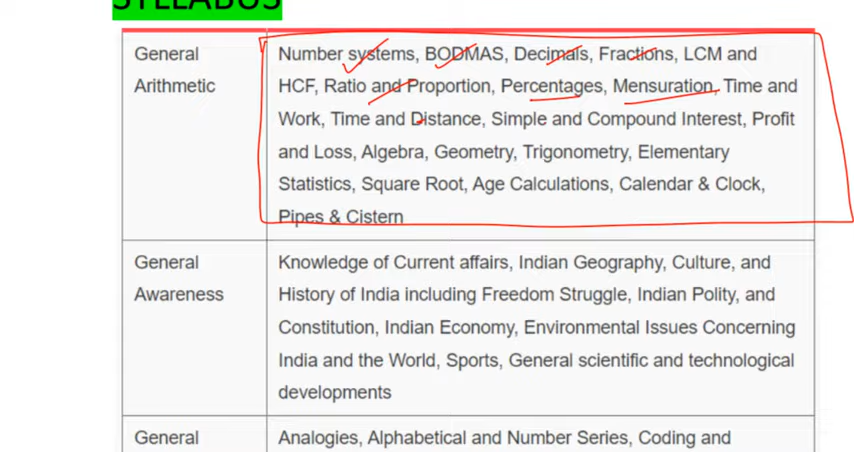 SYLLABUS
General Arithmetic
Number systems, BODMAS, Decimals, Fractions, LCM and
HCF, Ratio and Proportion, Percentages, Mensuration, Time and
Work, Time and Distance, Simple and Compound Interest, Profit
and Loss, Algebra, Geometry, Trigonometry, Elementary
Statistics, Square Root, Age Calculations, Calendar & Clock,
Pipes & Cistern
General Awareness
Knowledge of Current affairs, Indian Geography, Culture, and
History of India including Freedom Struggle, Indian Polity, and
Constitution, Indian Economy, Environmental Issues Concerning
India and the World, Sports, General scientific and technological
developments
General
Analogies, Alphabetical and Number Series, Coding and